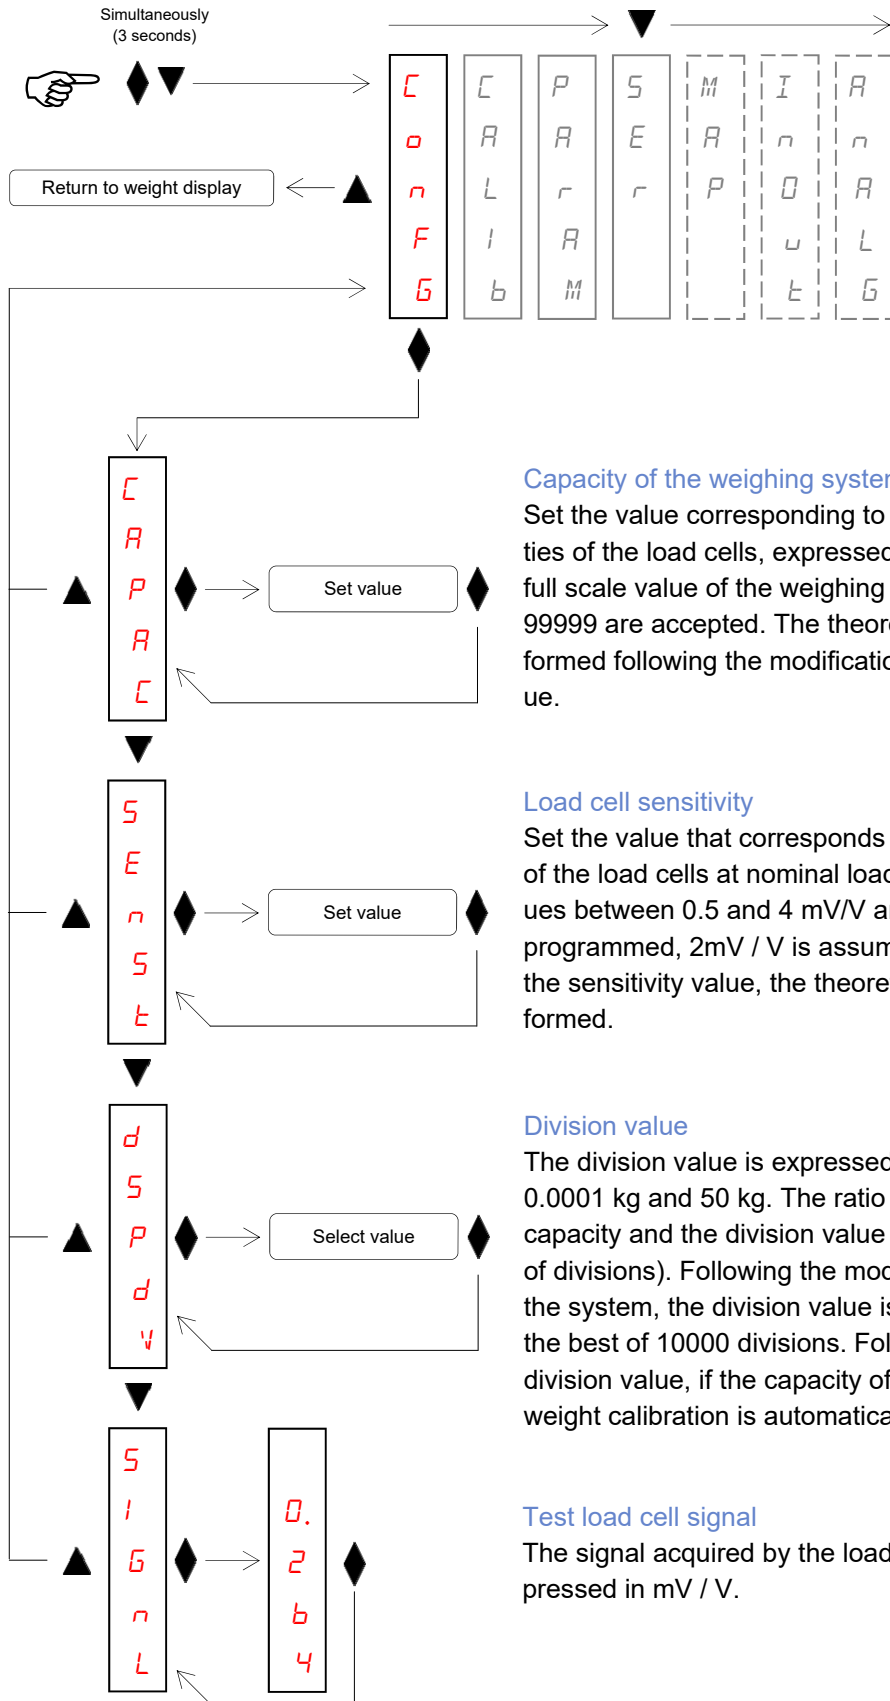 Simultaneously
(3 seconds)
ConFG
CALIb
PArAM
SEr
MAP
InOut
AnALG
Return to weight display
CAPAC
Set value
Capacity of the weighing system
Set the value corresponding to
ties of the load cells, expressed
full scale value of the weighing
99999 are accepted. The theore
formed following the modificatio
ue.
SEnSt
Set value
Load cell sensitivity
Set the value that corresponds
of the load cells at nominal load
ues between 0.5 and 4 mV/V a
programmed, 2mV / V is assum
the sensitivity value, the theore
formed.
dSPdV
Select value
Division value
The division value is expressed
0.0001 kg and 50 kg. The ratio
capacity and the division value
of divisions). Following the mod
the system, the division value is
the best of 10000 divisions. Fol
division value, if the capacity of
weight calibration is automatica
SIGnL
0.2b4
Test load cell signal
The signal acquired by the load
pressed in mV / V.